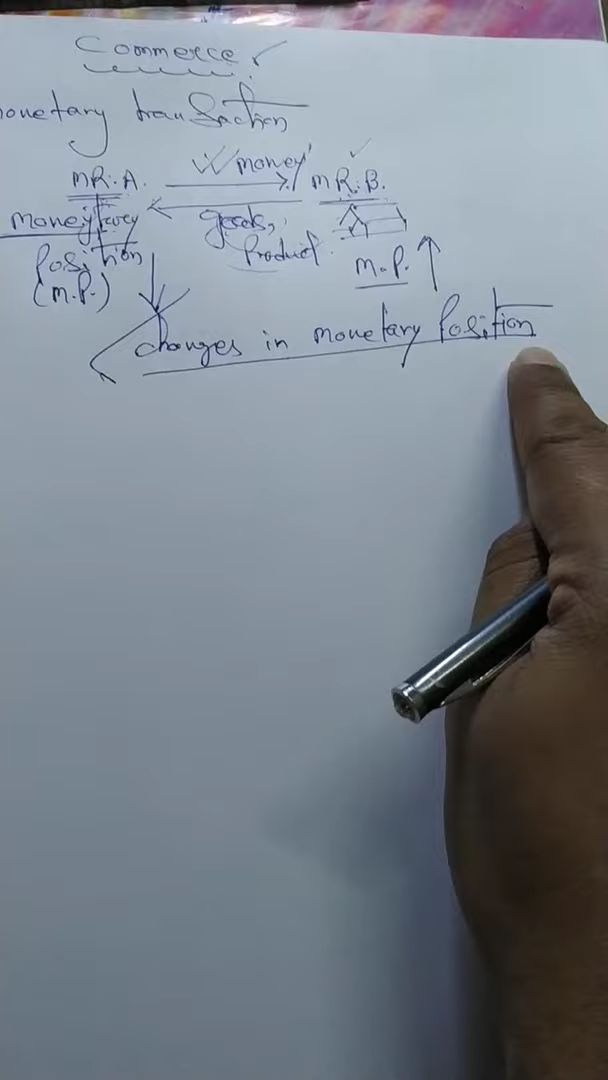 Commerce
monetary transaction
MR. A. money MR. B.
monetary goods,
Position Product
(M.P.) M.P.
changes in monetary Position